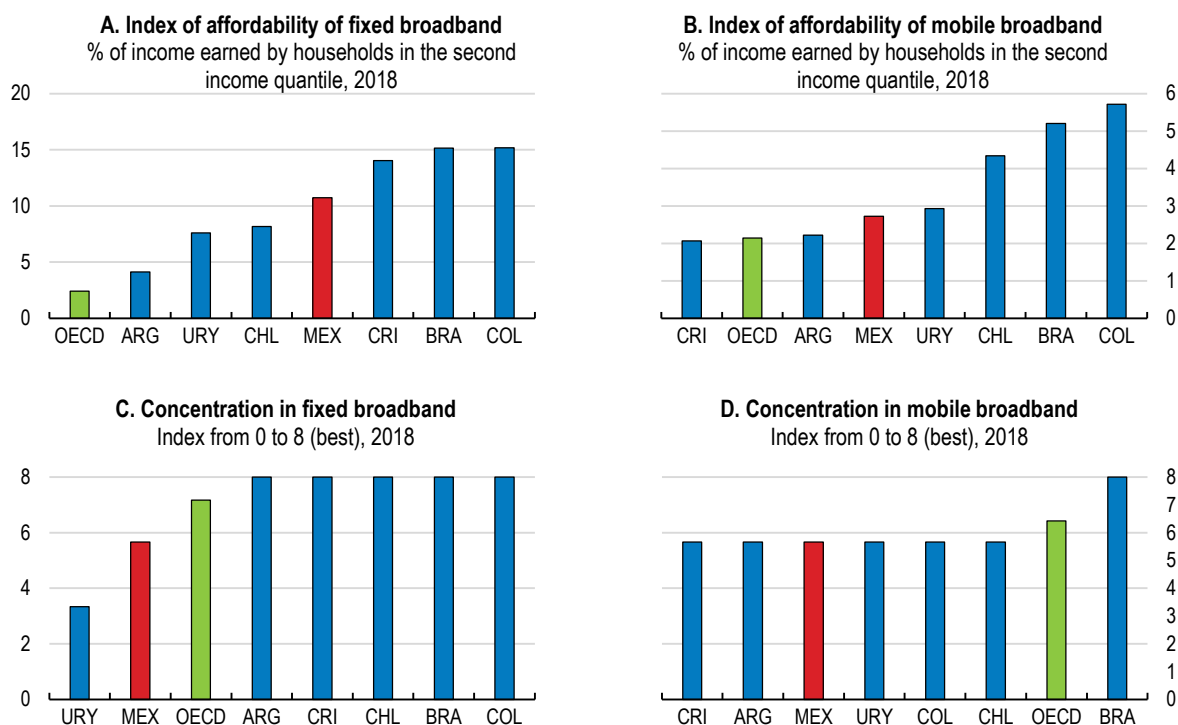 A. Index of affordability of fixed broadband
% of income earned by households in the second
income quantile, 2018
20
15
10
5
0
OECD ARG URY CHL MEX CRI BRA COL
B. Index of affordability of mobile broadband
% of income earned by households in the second
income quantile, 2018
6
5
4
3
2
1
0
CRI OECD ARG MEX URY CHL BRA COL
C. Concentration in fixed broadband
Index from 0 to 8 (best), 2018
8
6
4
2
0
URY MEX OECD ARG CRI CHL BRA COL
D. Concentration in mobile broadband
Index from 0 to 8 (best), 2018
8
7
6
5
4
3
2
1
0
CRI ARG MEX URY COL CHL OECD BRA